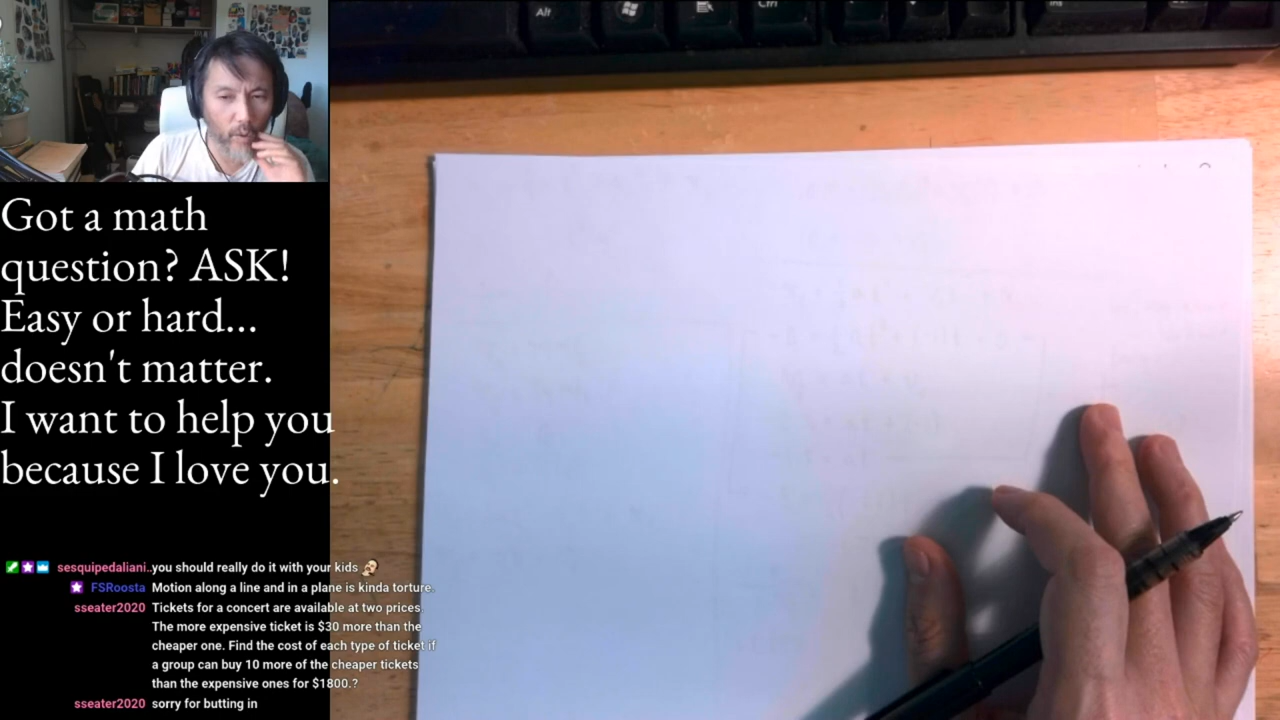 Got a math
question? ASK!
Easy or hard...
doesn't matter.
I want to help you
because I love you.
sesquipedaliani.. you should really do it with your kids
FSRoosta Motion along a line and in a plane is kinda torture.
sseater2020 Tickets for a concert are available at two prices.
The more expensive ticket is $30 more than the
cheaper one. Find the cost of each type of ticket if
a group can buy 10 more of the cheaper tickets
than the expensive ones for $1800.?
sseater2020 sorry for butting in
Alt
Ctrl
Ins